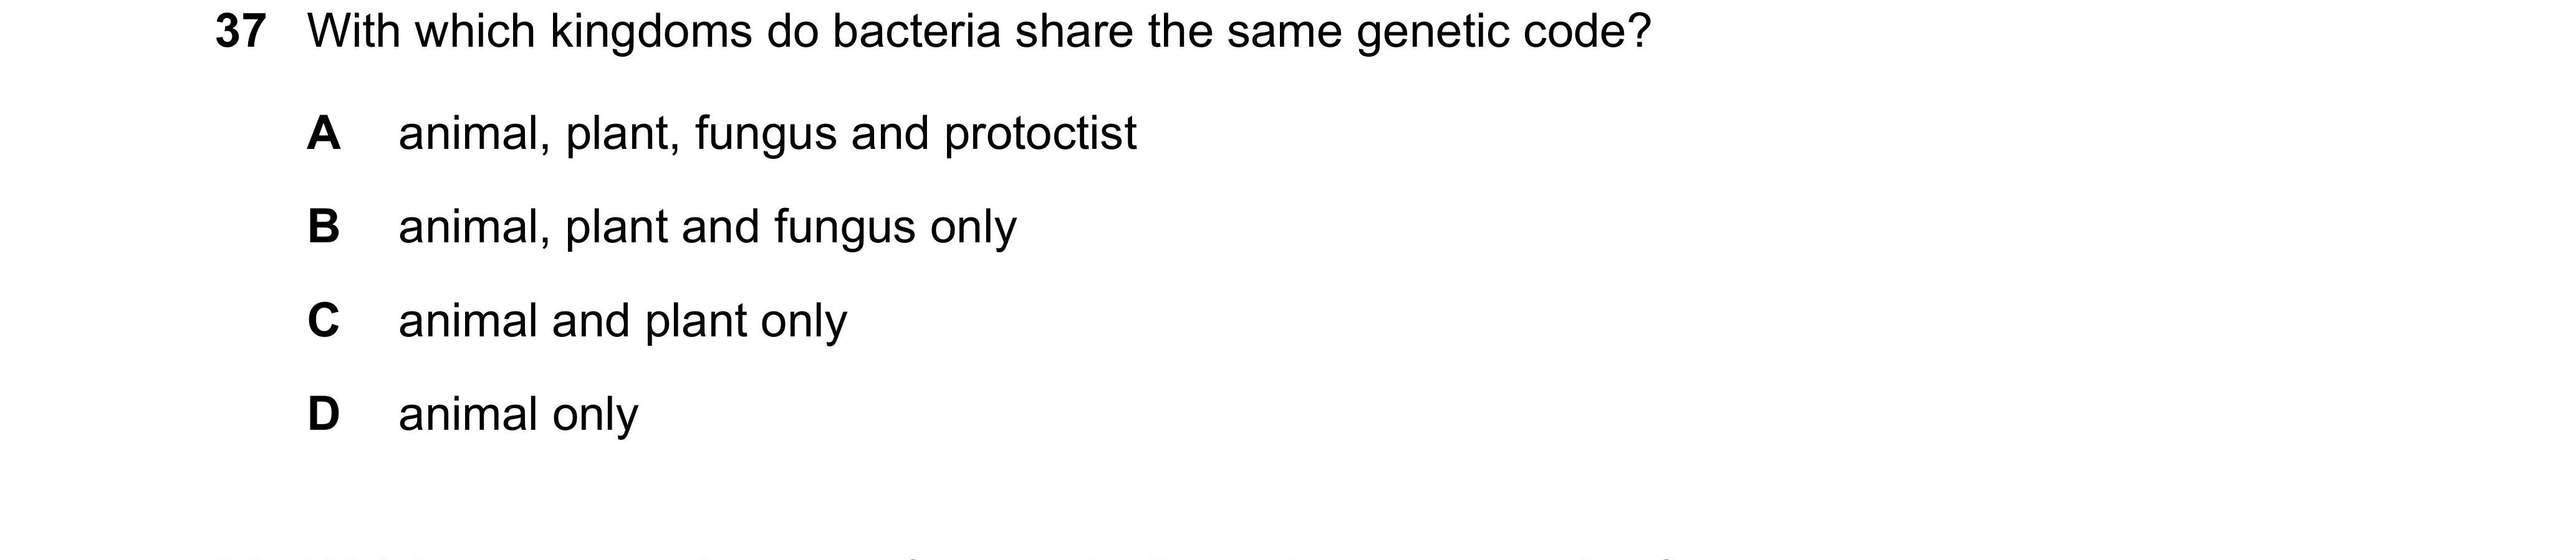 37 With which kingdoms do bacteria share the same genetic code?
A animal, plant, fungus and protoctist
B animal, plant and fungus only
C animal and plant only
D animal only